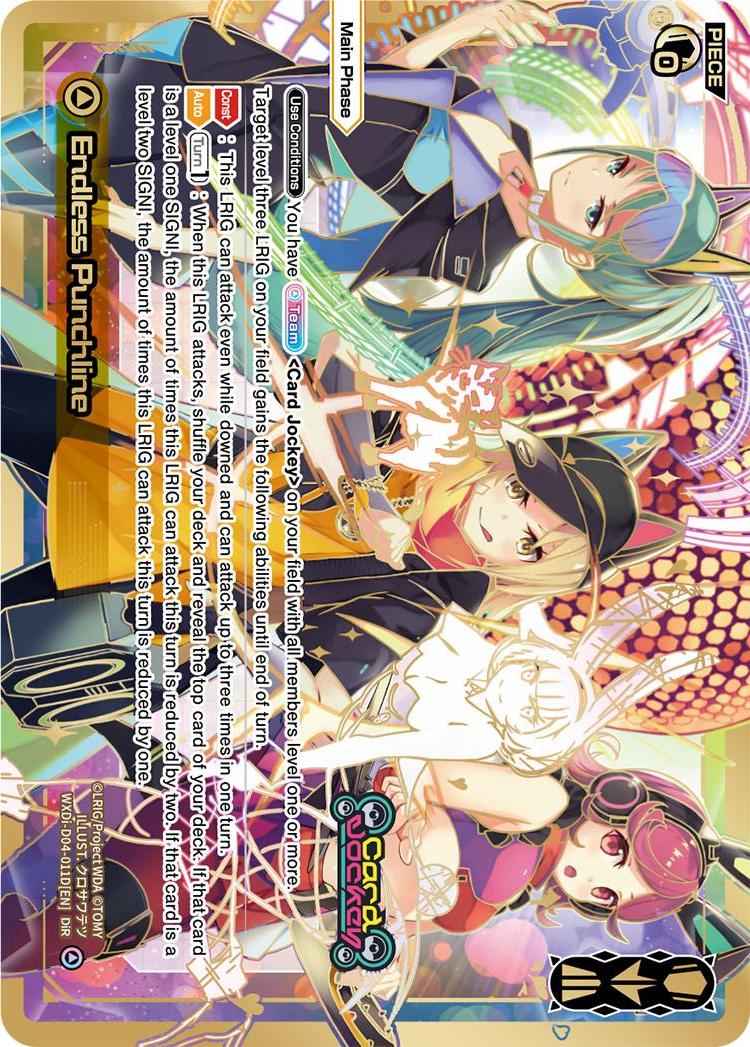 PIECE
0
Main Phase
Use Conditions You have Team <Card Jockey> on your field with all members level one or more.
Target level three LRIG on your field gains the following abilities until end of turn.
Const : This LRIG can attack even while downed and can attack up to three times in one turn.
Auto Turn 1 : When this LRIG attacks, shuffle your deck and reveal the top card of your deck. If that card
is a level one SIGNI, the amount of times this LRIG can attack this turn is reduced by two. If that card is a
level two SIGNI, the amount of times this LRIG can attack this turn is reduced by one.
Card
Jockey
Endless Punchline
©LRIG/Project WDA ©TOMY
ILLUST. クロサワテツ
WXDi-D04-011D[EN] DiR